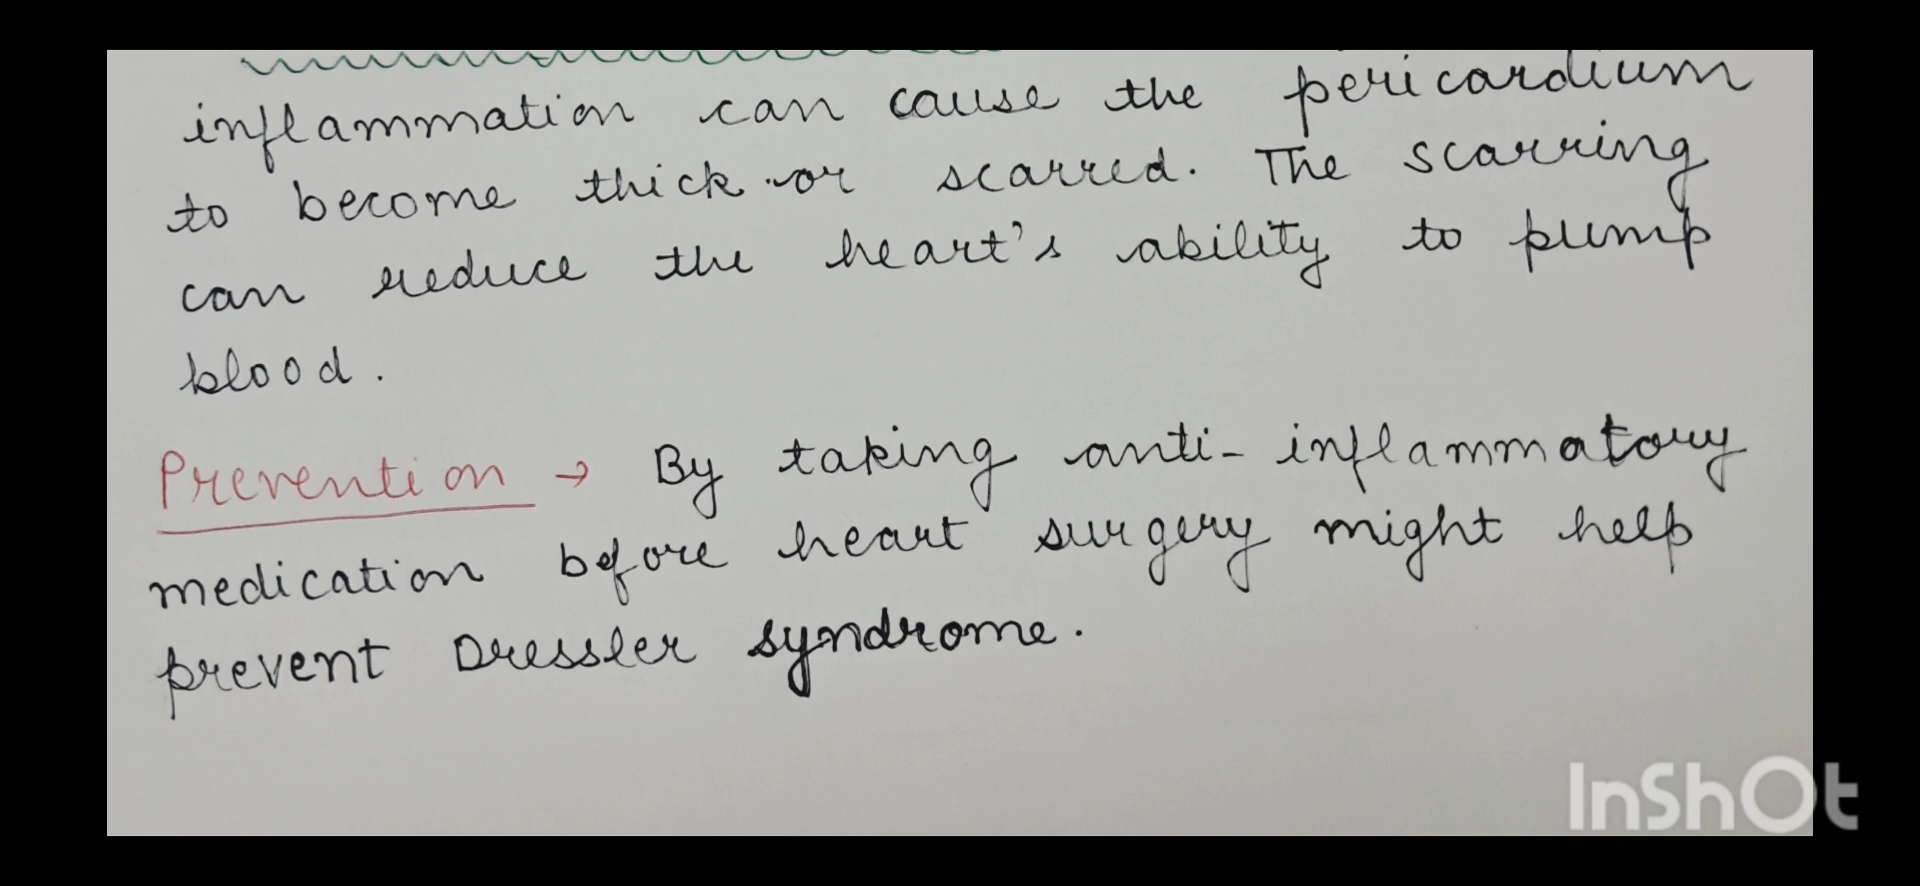 inflammation can cause the pericardium
to become thick or scarred. The scarring
can reduce the heart's ability to pump
blood.
Prevention → By taking anti-inflammatory
medication before heart surgery might help
prevent Dressler syndrome.
InShOt